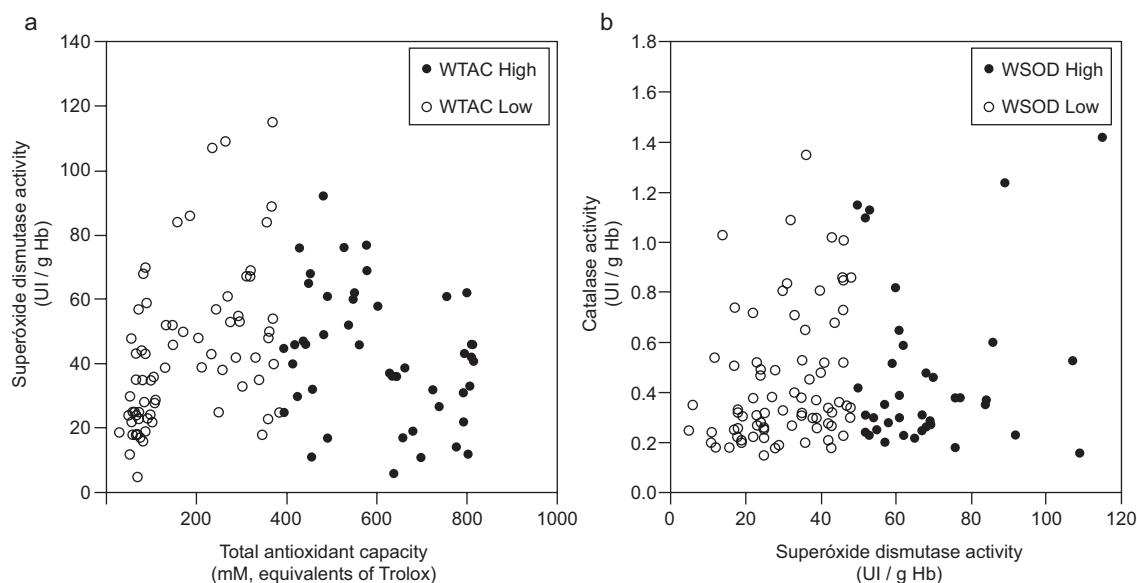 a
140
120
100
80
60
40
20
0
Superóxide dismutase activity
(UI / g Hb)
WTAC High
WTAC Low
200 400 600 800 1000
Total antioxidant capacity
(mM, equivalents of Trolox)
b
1.8
1.6
1.4
1.2
1.0
0.8
0.6
0.4
0.2
0.0
Catalase activity
(UI / g Hb)
WSOD High
WSOD Low
0 20 40 60 80 100 120
Superóxide dismutase activity
(UI / g Hb)